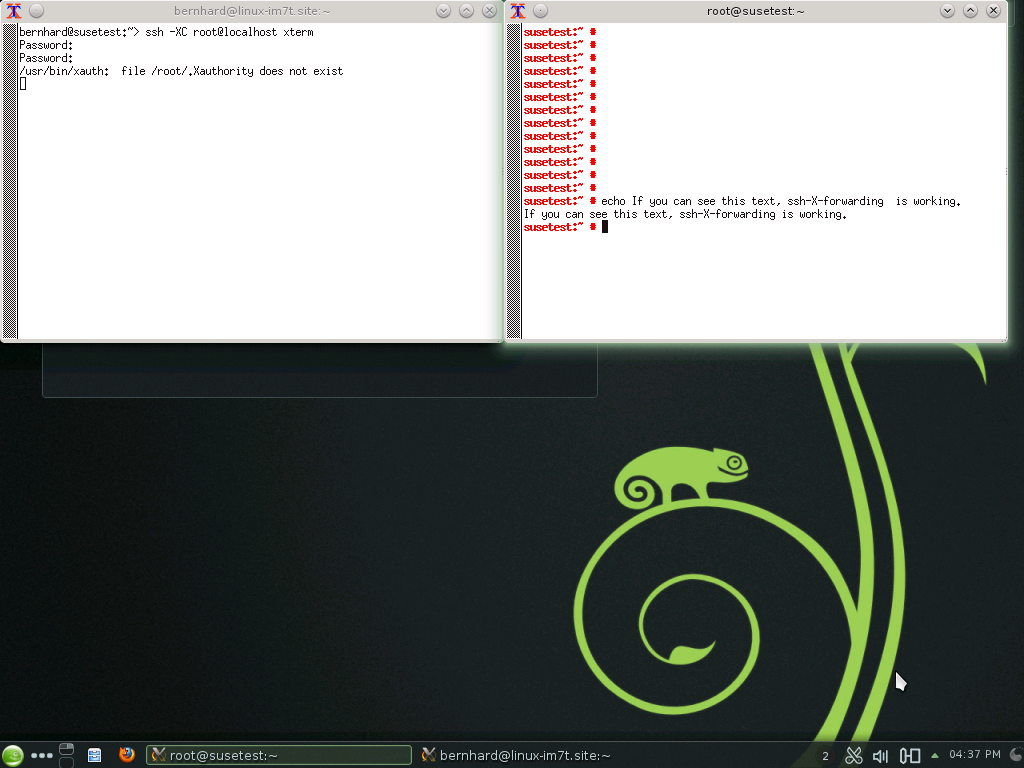 bernhard@linux-im7t.site:~
bernhard@susetest:~> ssh -XC root@localhost xterm
Password:
Password:
/usr/bin/xauth:  file /root/.Xauthority does not exist
root@susetest:~
susetest:~ #
susetest:~ #
susetest:~ #
susetest:~ #
susetest:~ #
susetest:~ #
susetest:~ #
susetest:~ #
susetest:~ #
susetest:~ #
susetest:~ #
susetest:~ #
susetest:~ #
susetest:~ # echo If you can see this text, ssh-X-forwarding  is working.
If you can see this text, ssh-X-forwarding is working.
susetest:~ #
root@susetest:~
bernhard@linux-im7t.site:~
2
04:37 PM